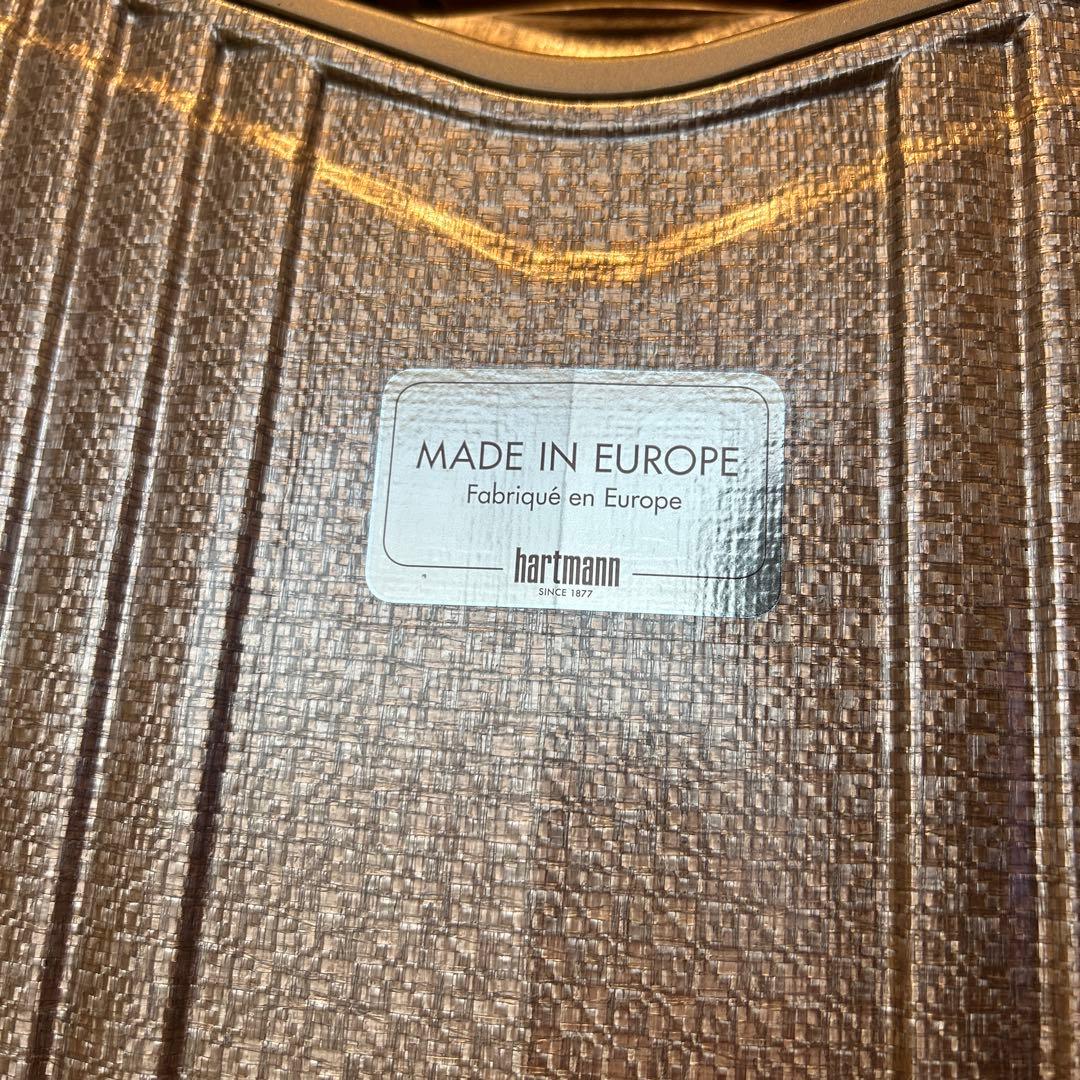 MADE IN EUROPE
Fabriqué en Europe
hartmann
SINCE 1877